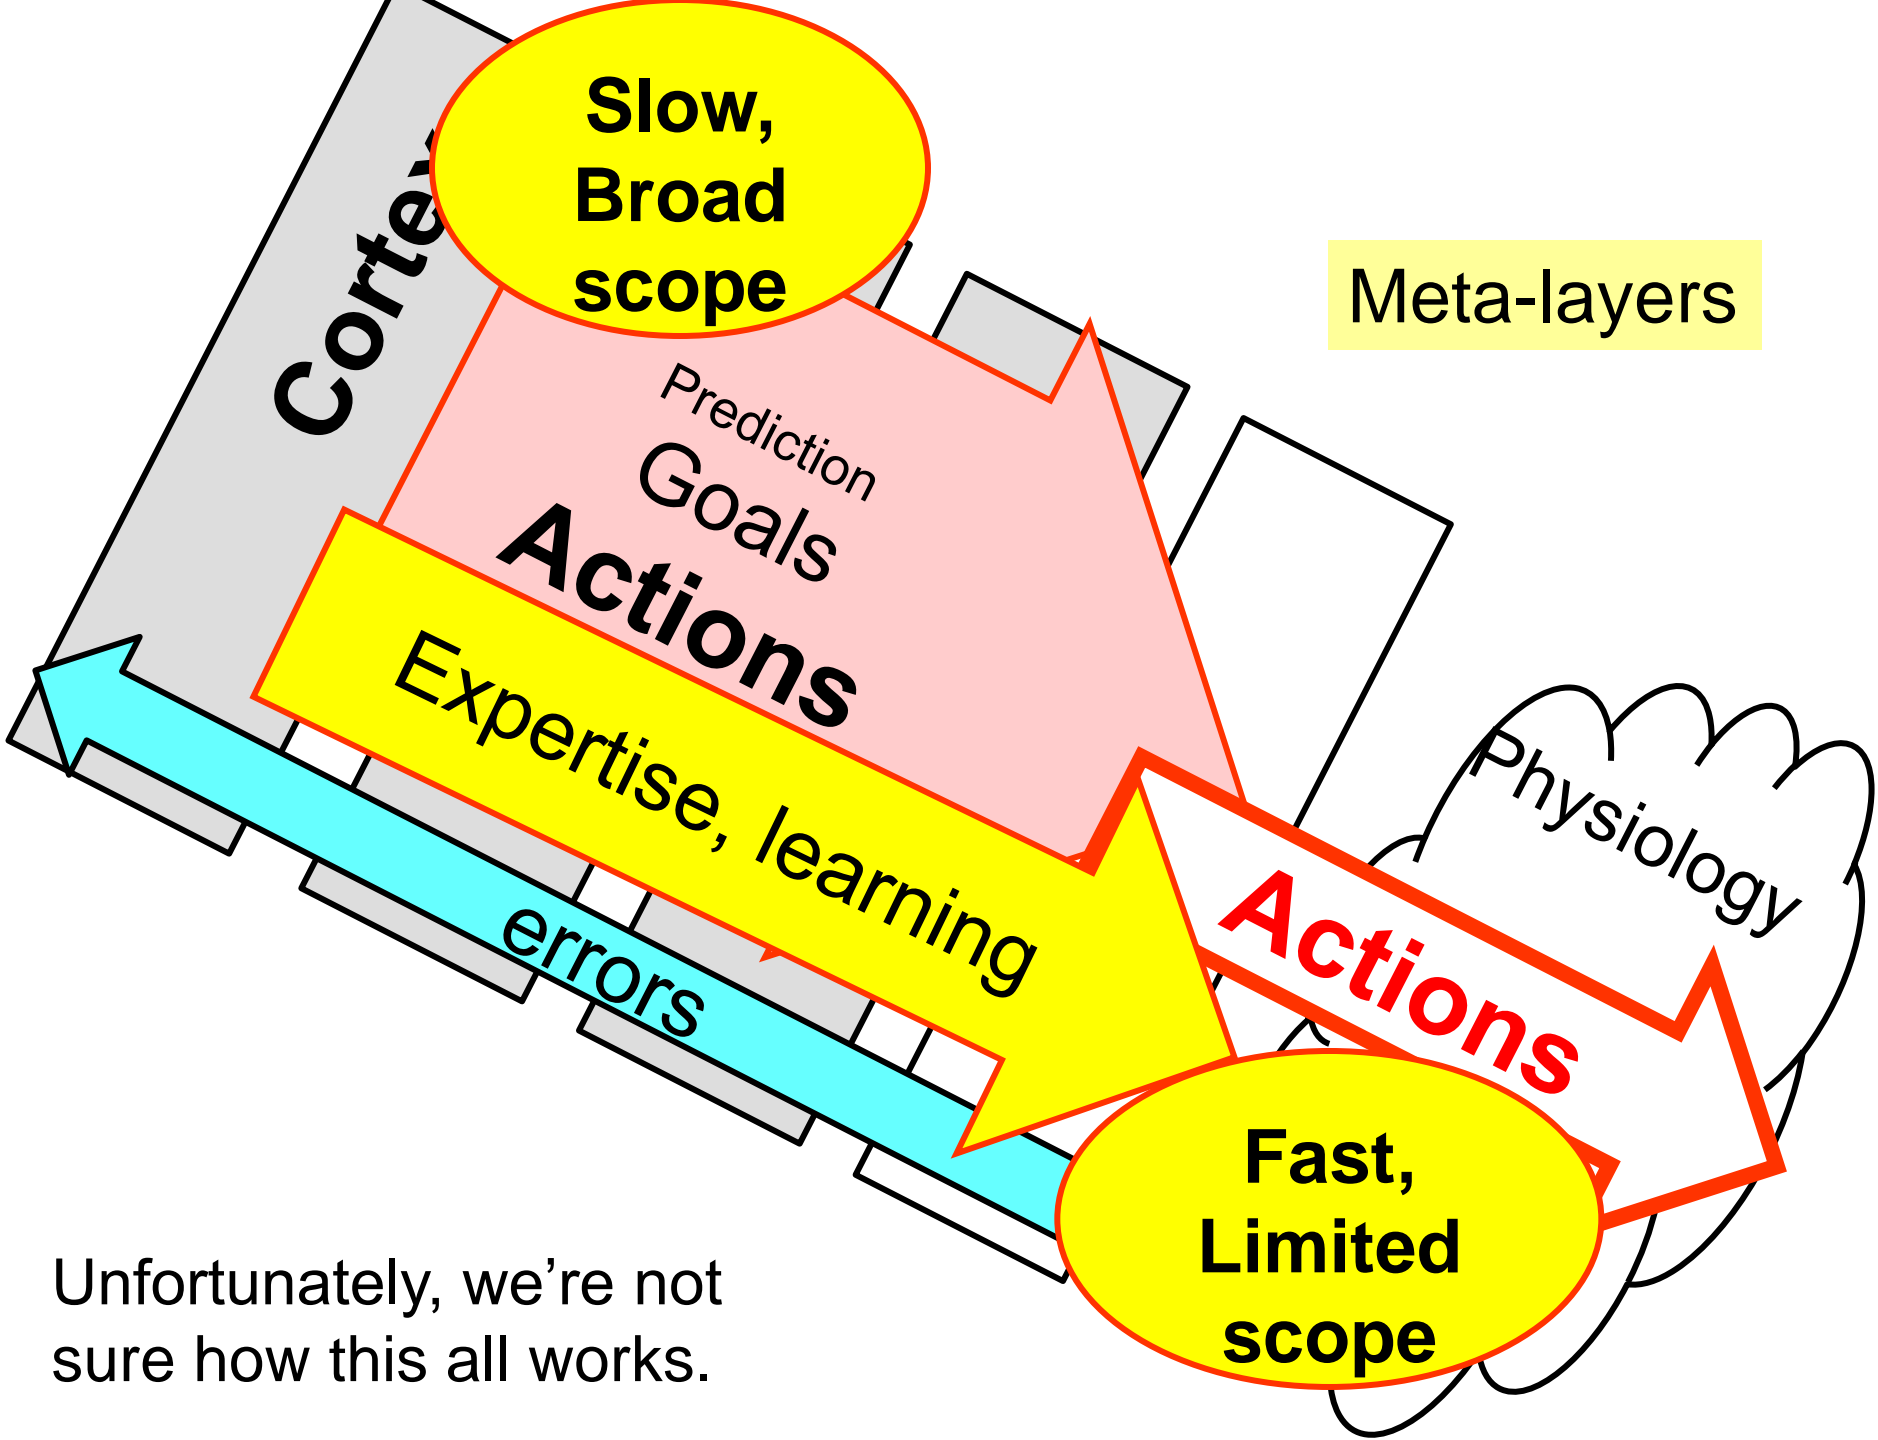 Slow,
Broad
scope
Cortex
Meta-layers
Prediction
Goals
Actions
Expertise, learning
errors
Physiology
Actions
Fast,
Limited
scope
Unfortunately, we’re not
sure how this all works.